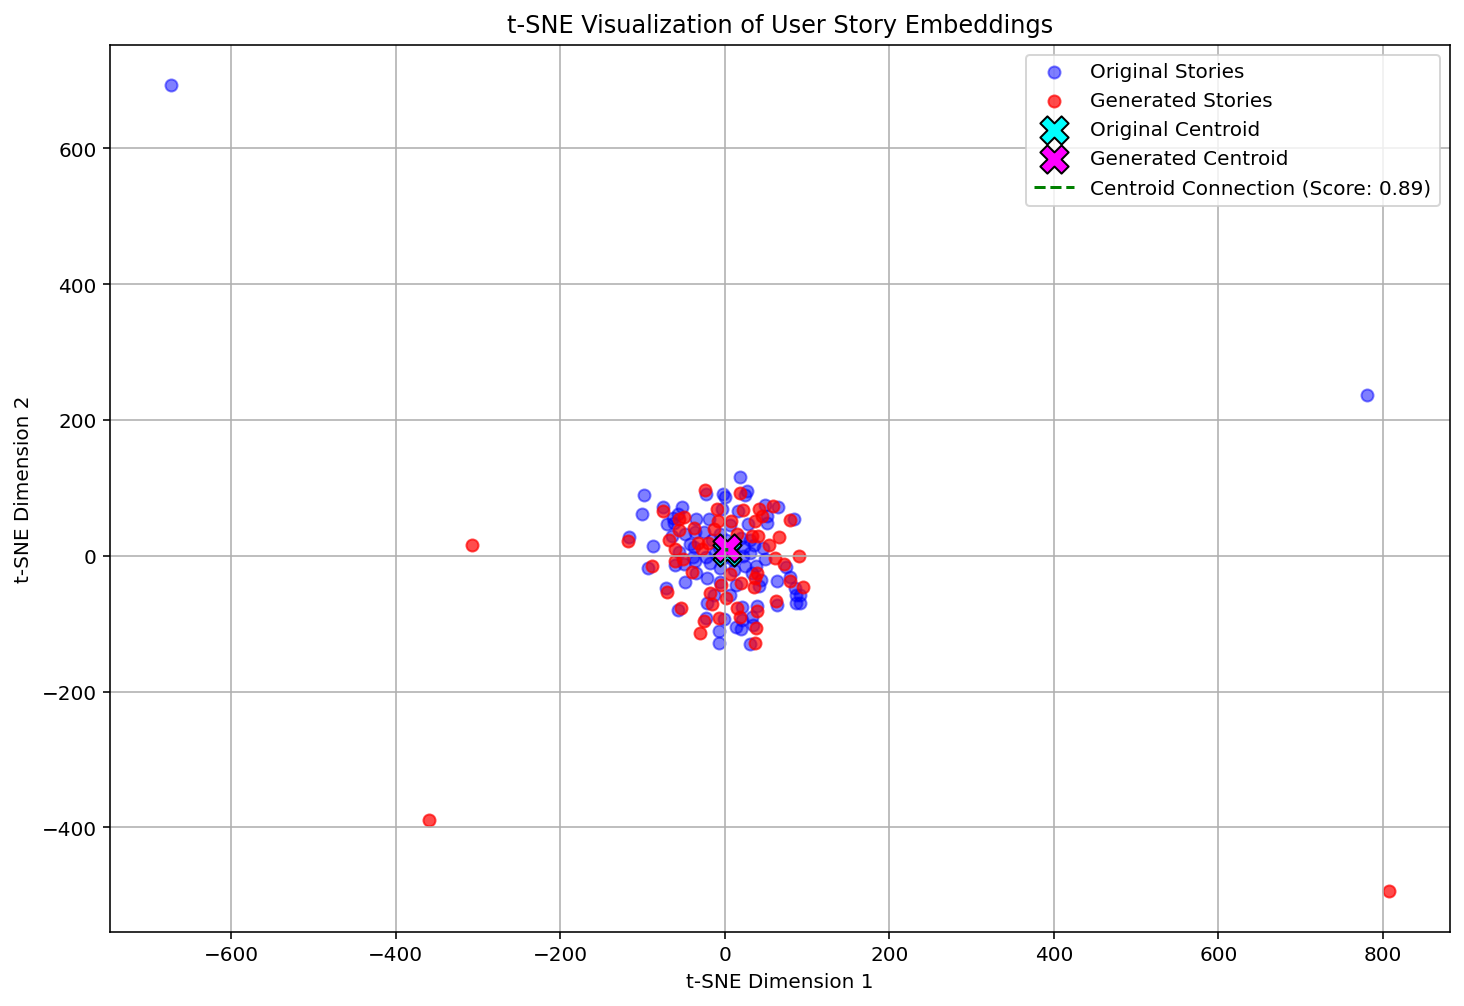 t-SNE Visualization of User Story Embeddings
Original Stories
Generated Stories
Original Centroid
Generated Centroid
Centroid Connection (Score: 0.89)
t-SNE Dimension 2
600
400
200
0
−200
−400
−600
−400
−200
0
200
400
600
800
t-SNE Dimension 1